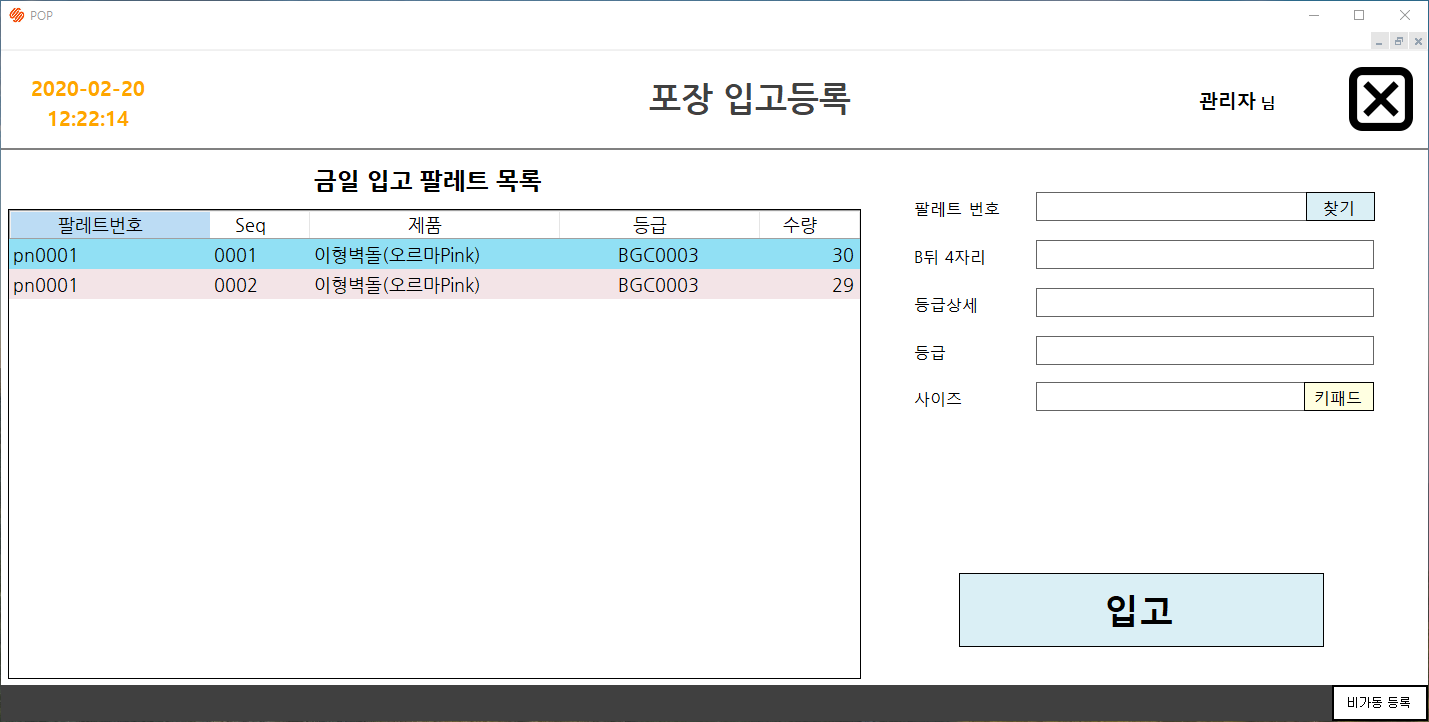 POP
2020-02-20
12:22:14
포장 입고등록
관리자 님
금일 입고 팔레트 목록
팔레트번호 Seq 제품 등급 수량
pn0001 0001 이형벽돌(오르마Pink) BGC0003 30
pn0001 0002 이형벽돌(오르마Pink) BGC0003 29
팔레트 번호 찾기
B뒤 4자리
등급상세
등급
사이즈 키패드
입고
비가동 등록